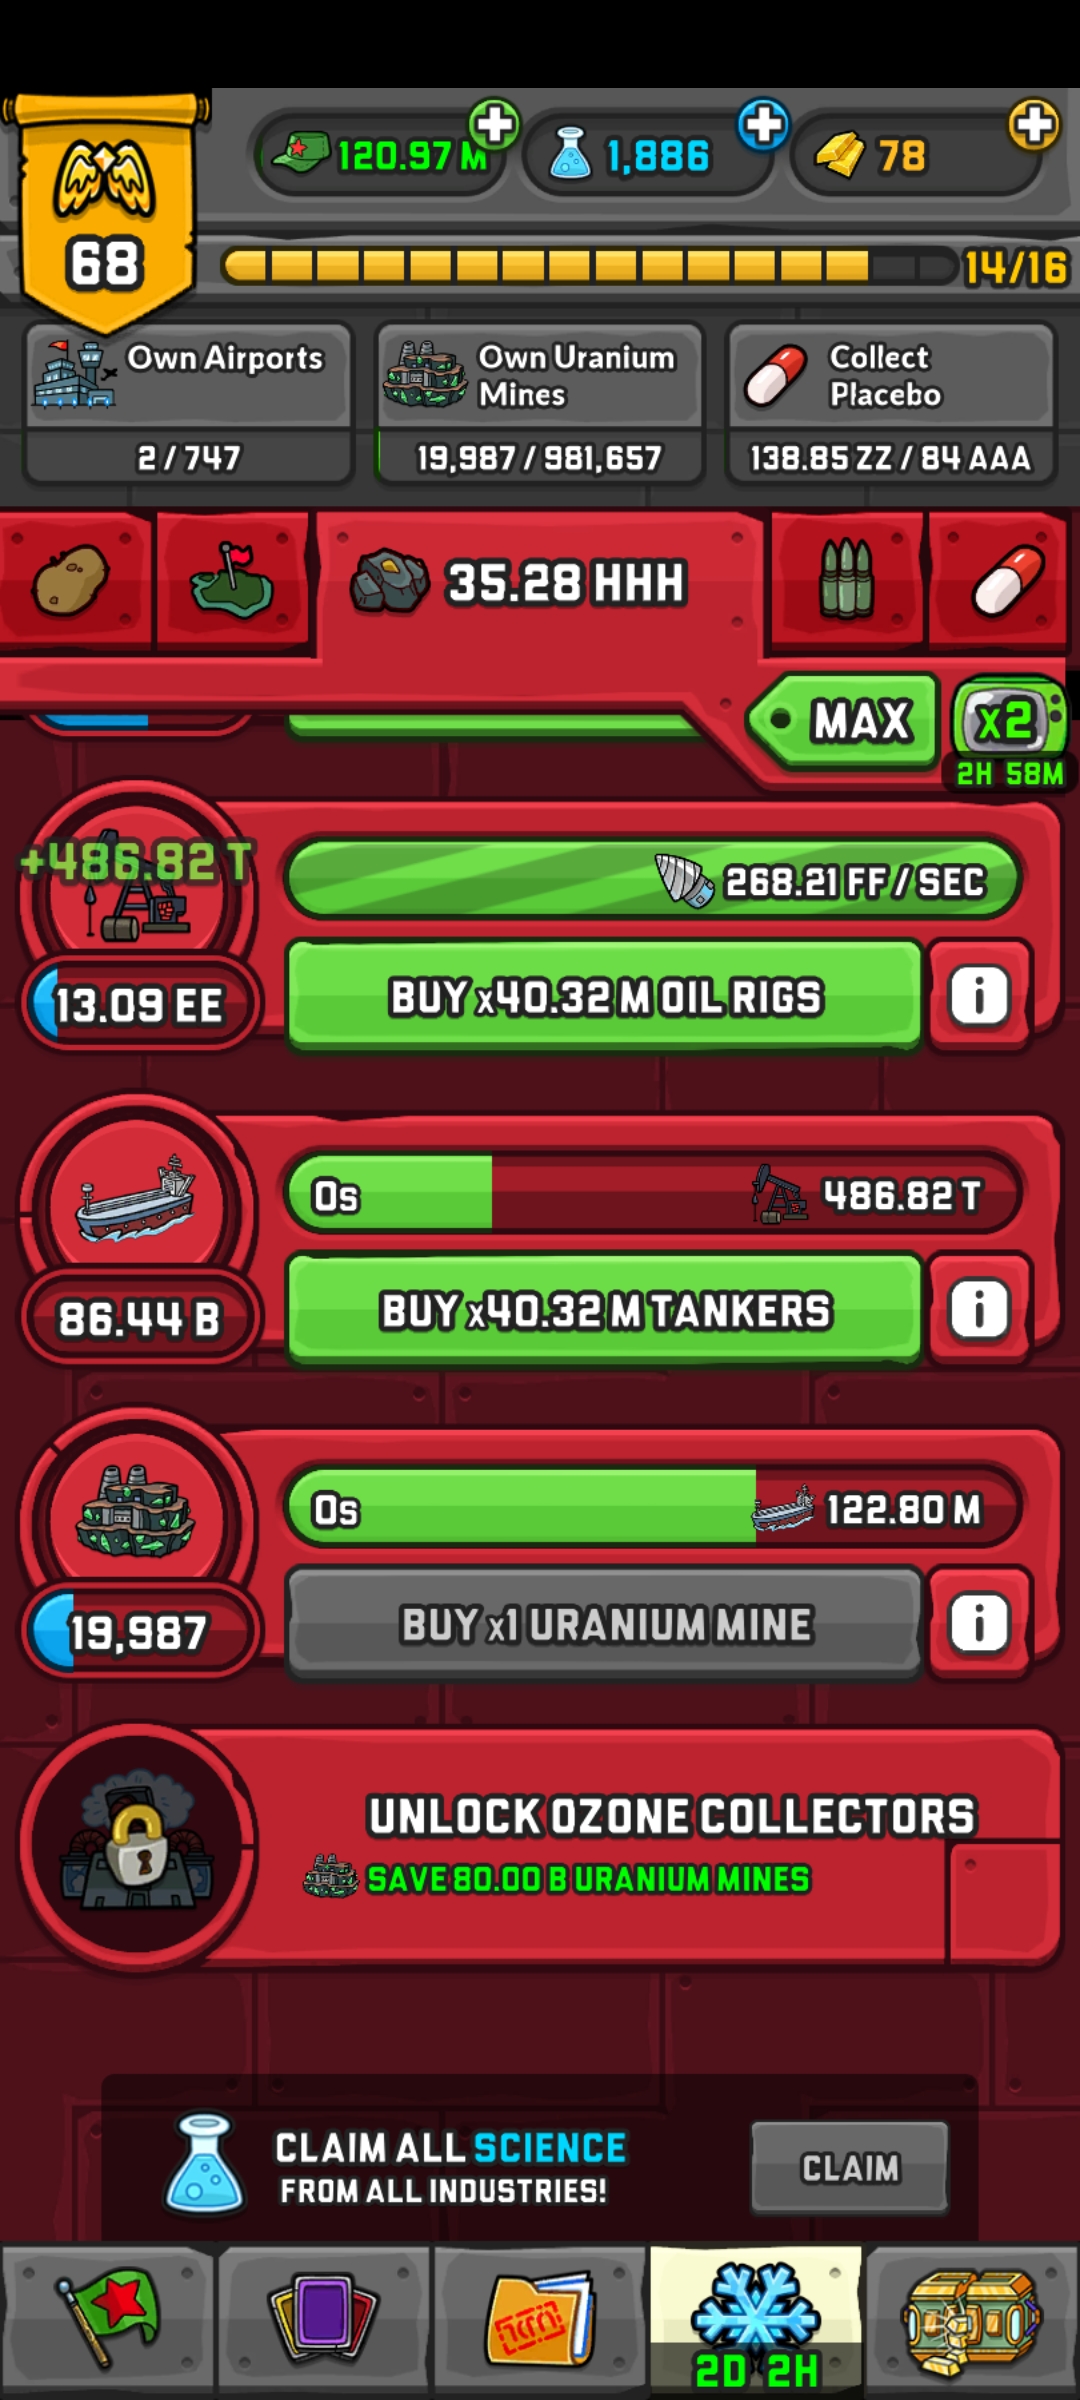 120.97 M
1,886
78
68
14/16
Own Airports
2 / 747
Own Uranium
Mines
19,987 / 981,657
Collect
Placebo
138.85 ZZ / 84 AAA
35.28 HHH
MAX
x2
2H 58M
+486.82 T
268.21 FF / SEC
13.09 EE
BUY x40.32 M OIL RIGS
i
0s
486.82 T
86.44 B
BUY x40.32 M TANKERS
i
0s
122.80 M
19,987
BUY x1 URANIUM MINE
i
UNLOCK OZONE COLLECTORS
SAVE 80.00 B URANIUM MINES
CLAIM ALL SCIENCE
FROM ALL INDUSTRIES!
CLAIM
2D 2H